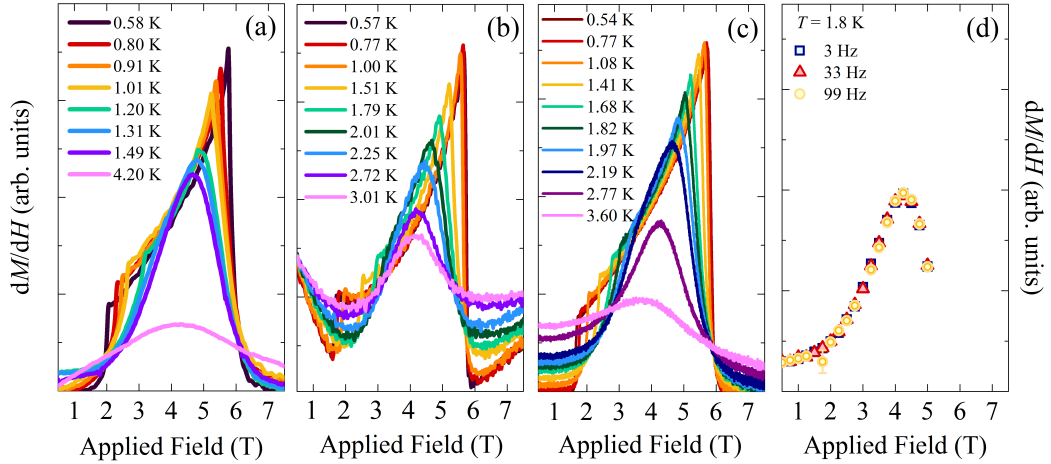 (a)
0.58 K
0.80 K
0.91 K
1.01 K
1.20 K
1.31 K
1.49 K
4.20 K
dM/dH (arb. units)
1 2 3 4 5 6 7
Applied Field (T)
(b)
0.57 K
0.77 K
1.00 K
1.51 K
1.79 K
2.01 K
2.25 K
2.72 K
3.01 K
1 2 3 4 5 6 7
Applied Field (T)
(c)
0.54 K
0.77 K
1.08 K
1.41 K
1.68 K
1.82 K
1.97 K
2.19 K
2.77 K
3.60 K
1 2 3 4 5 6 7
Applied Field (T)
(d)
T = 1.8 K
3 Hz
33 Hz
99 Hz
1 2 3 4 5 6 7
Applied Field (T)
dM/dH (arb. units)